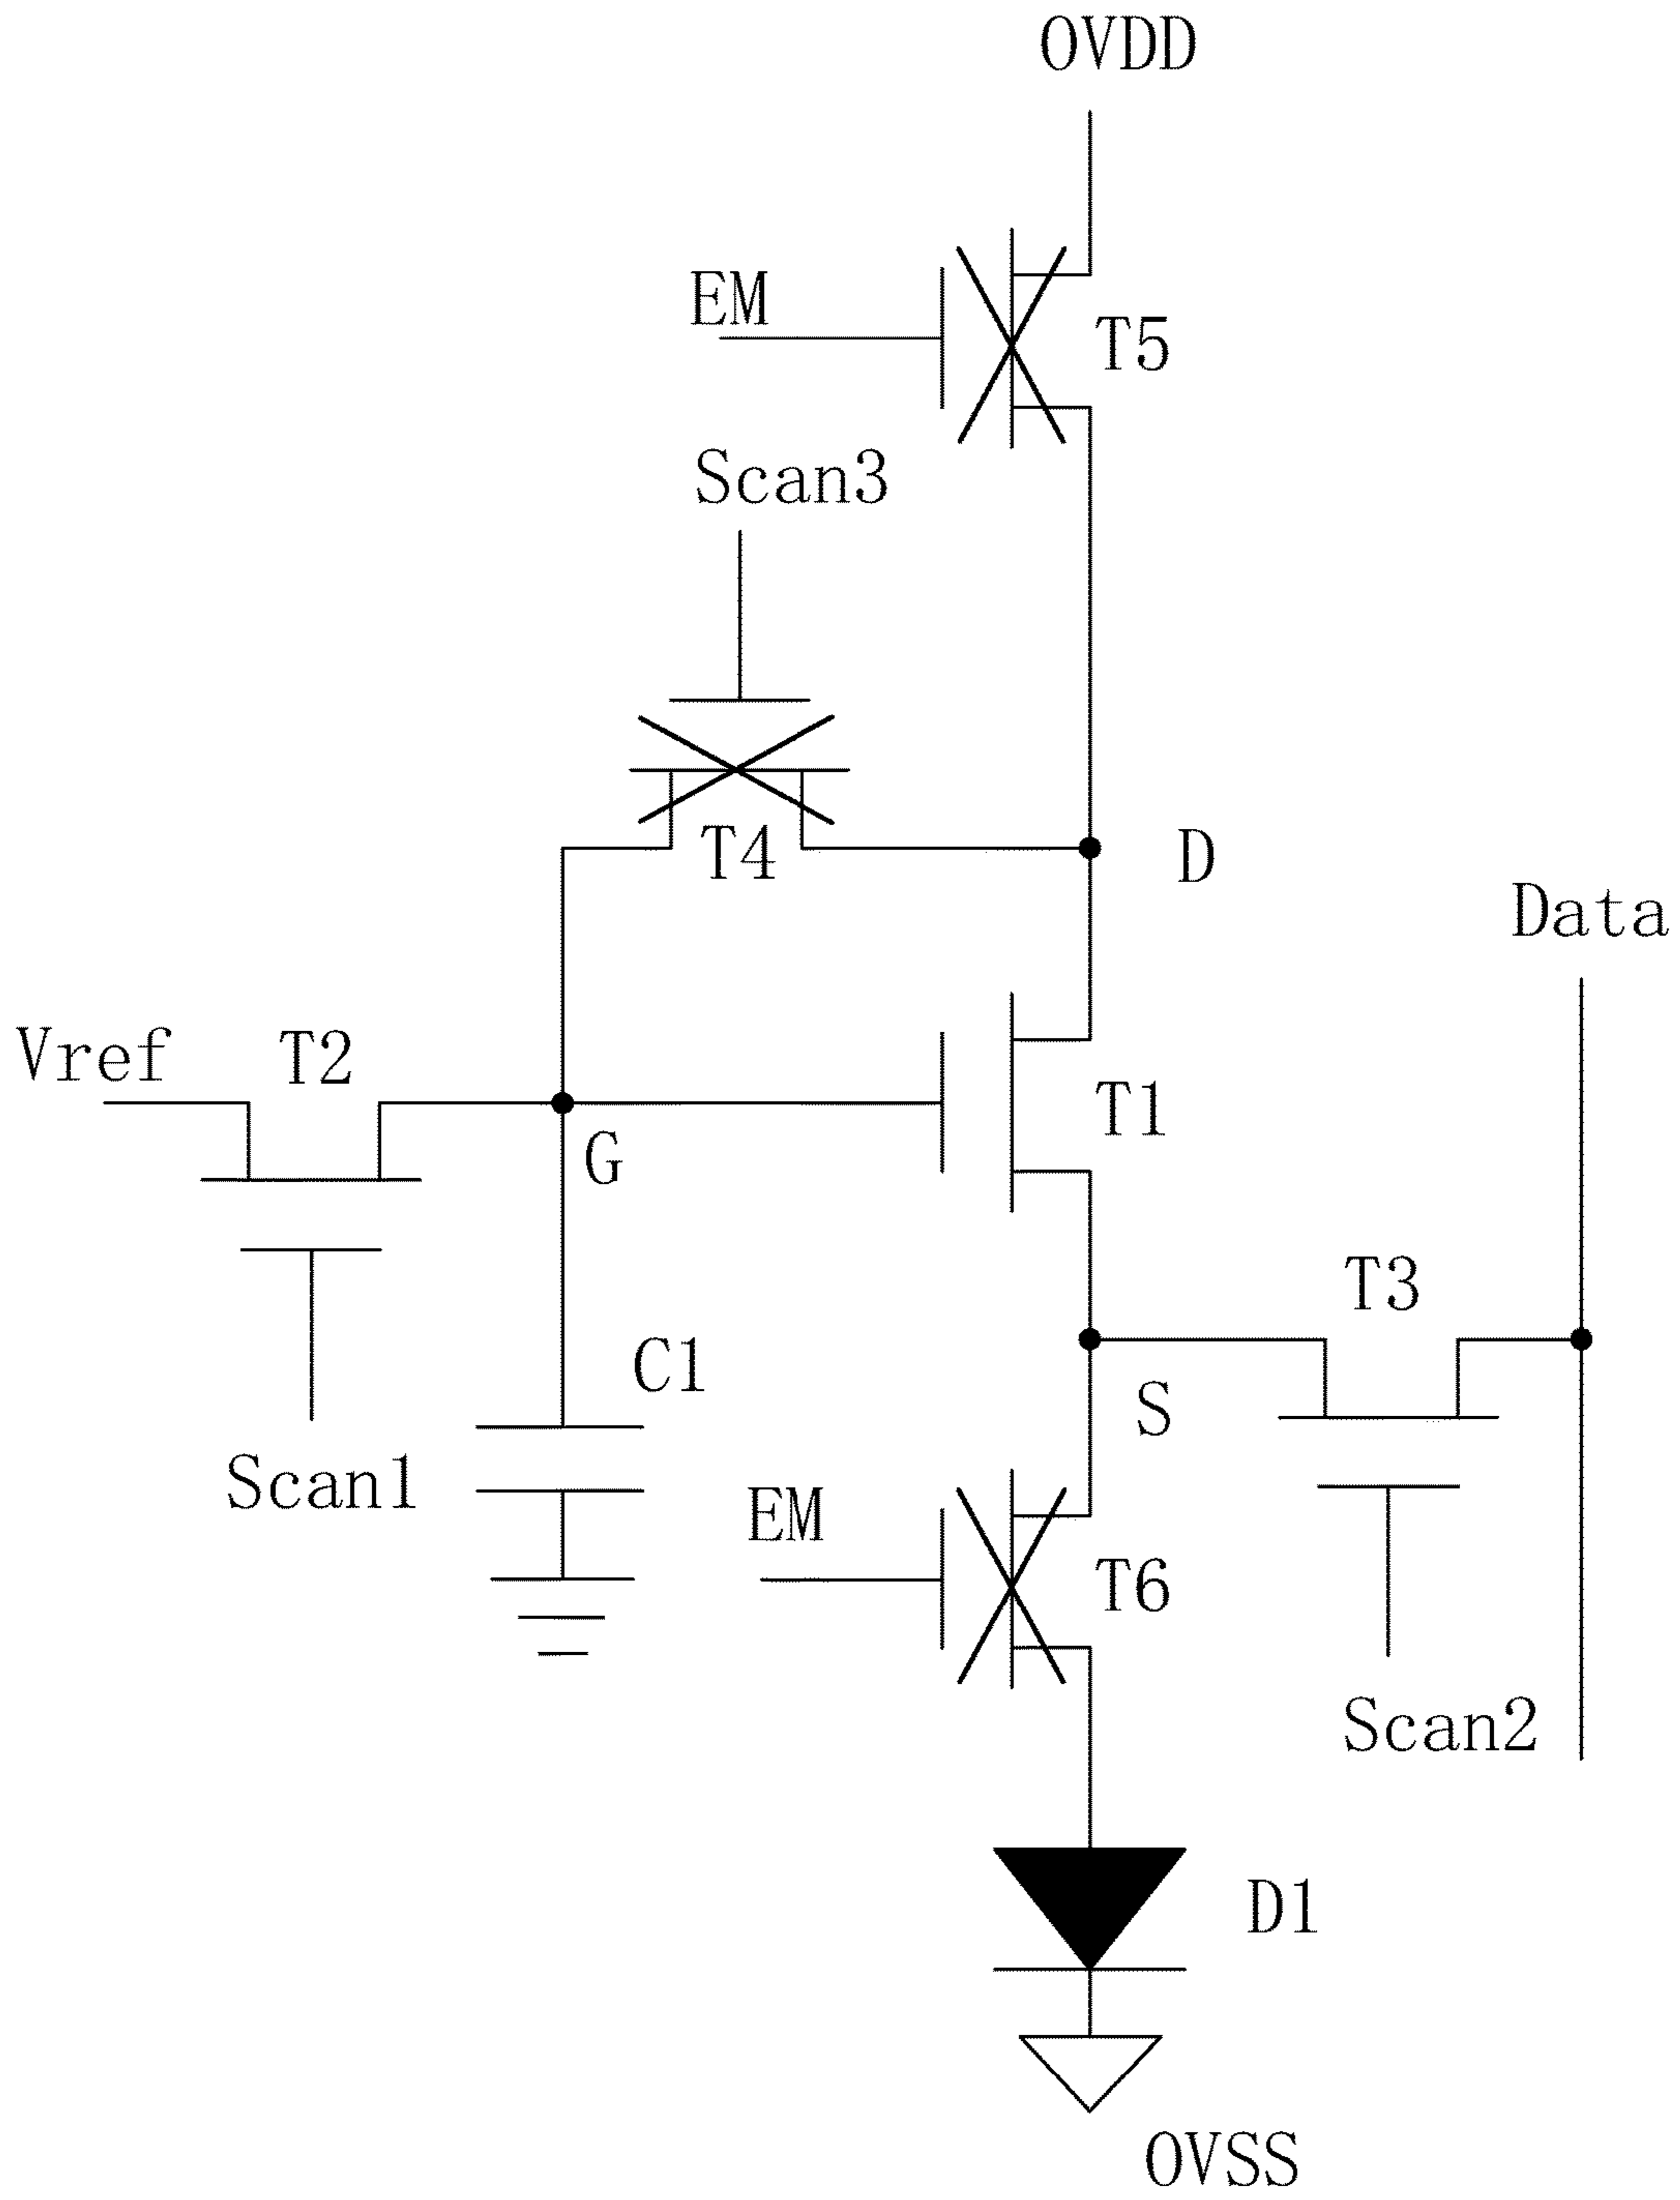 OVDD
EM
T5
Scan3
T4
D
Data
Vref
T2
T1
G
T3
C1
S
Scan1
EM
T6
Scan2
D1
OVSS